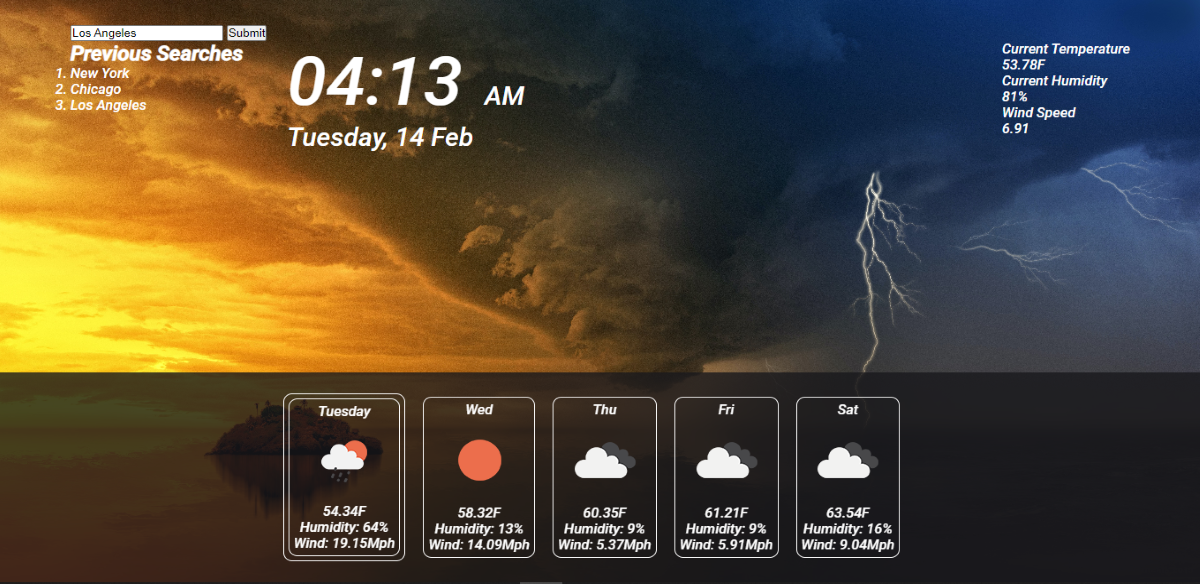 Los Angeles Submit
Previous Searches
1. New York
2. Chicago
3. Los Angeles
04:13 AM
Tuesday, 14 Feb
Current Temperature
53.78F
Current Humidity
81%
Wind Speed
6.91
Tuesday
54.34F
Humidity: 64%
Wind: 19.15Mph
Wed
58.32F
Humidity: 13%
Wind: 14.09Mph
Thu
60.35F
Humidity: 9%
Wind: 5.37Mph
Fri
61.21F
Humidity: 9%
Wind: 5.91Mph
Sat
63.54F
Humidity: 16%
Wind: 9.04Mph